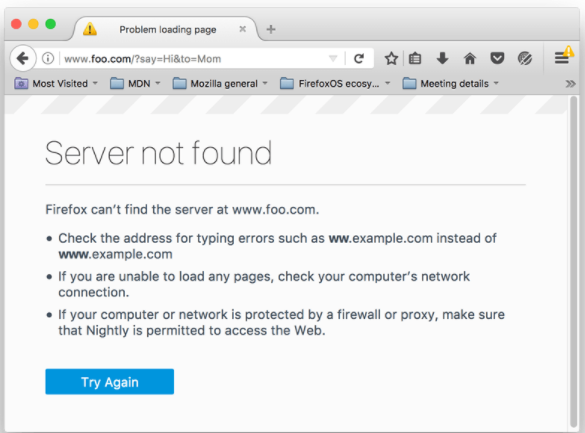 Problem loading page
www.foo.com/?say=Hi&to=Mom
Most Visited MDN Mozilla general FirefoxOS ecosy... Meeting details
Server not found
Firefox can't find the server at www.foo.com.
• Check the address for typing errors such as ww.example.com instead of
www.example.com
• If you are unable to load any pages, check your computer's network
connection.
• If your computer or network is protected by a firewall or proxy, make sure
that Nightly is permitted to access the Web.
Try Again